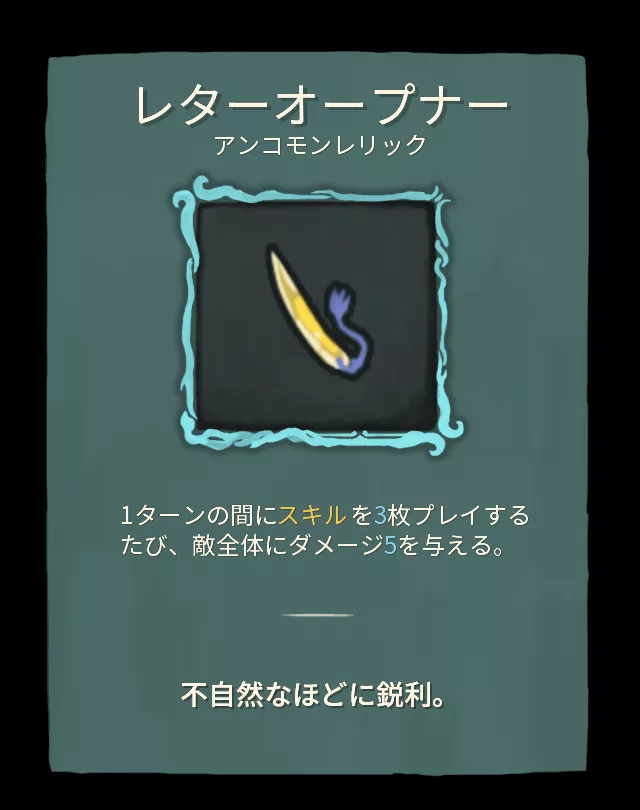 レターオープナー
アンコモンレリック
1ターンの間にスキルを3枚プレイする
たび、敵全体にダメージ5を与える。
不自然なほどに鋭利。